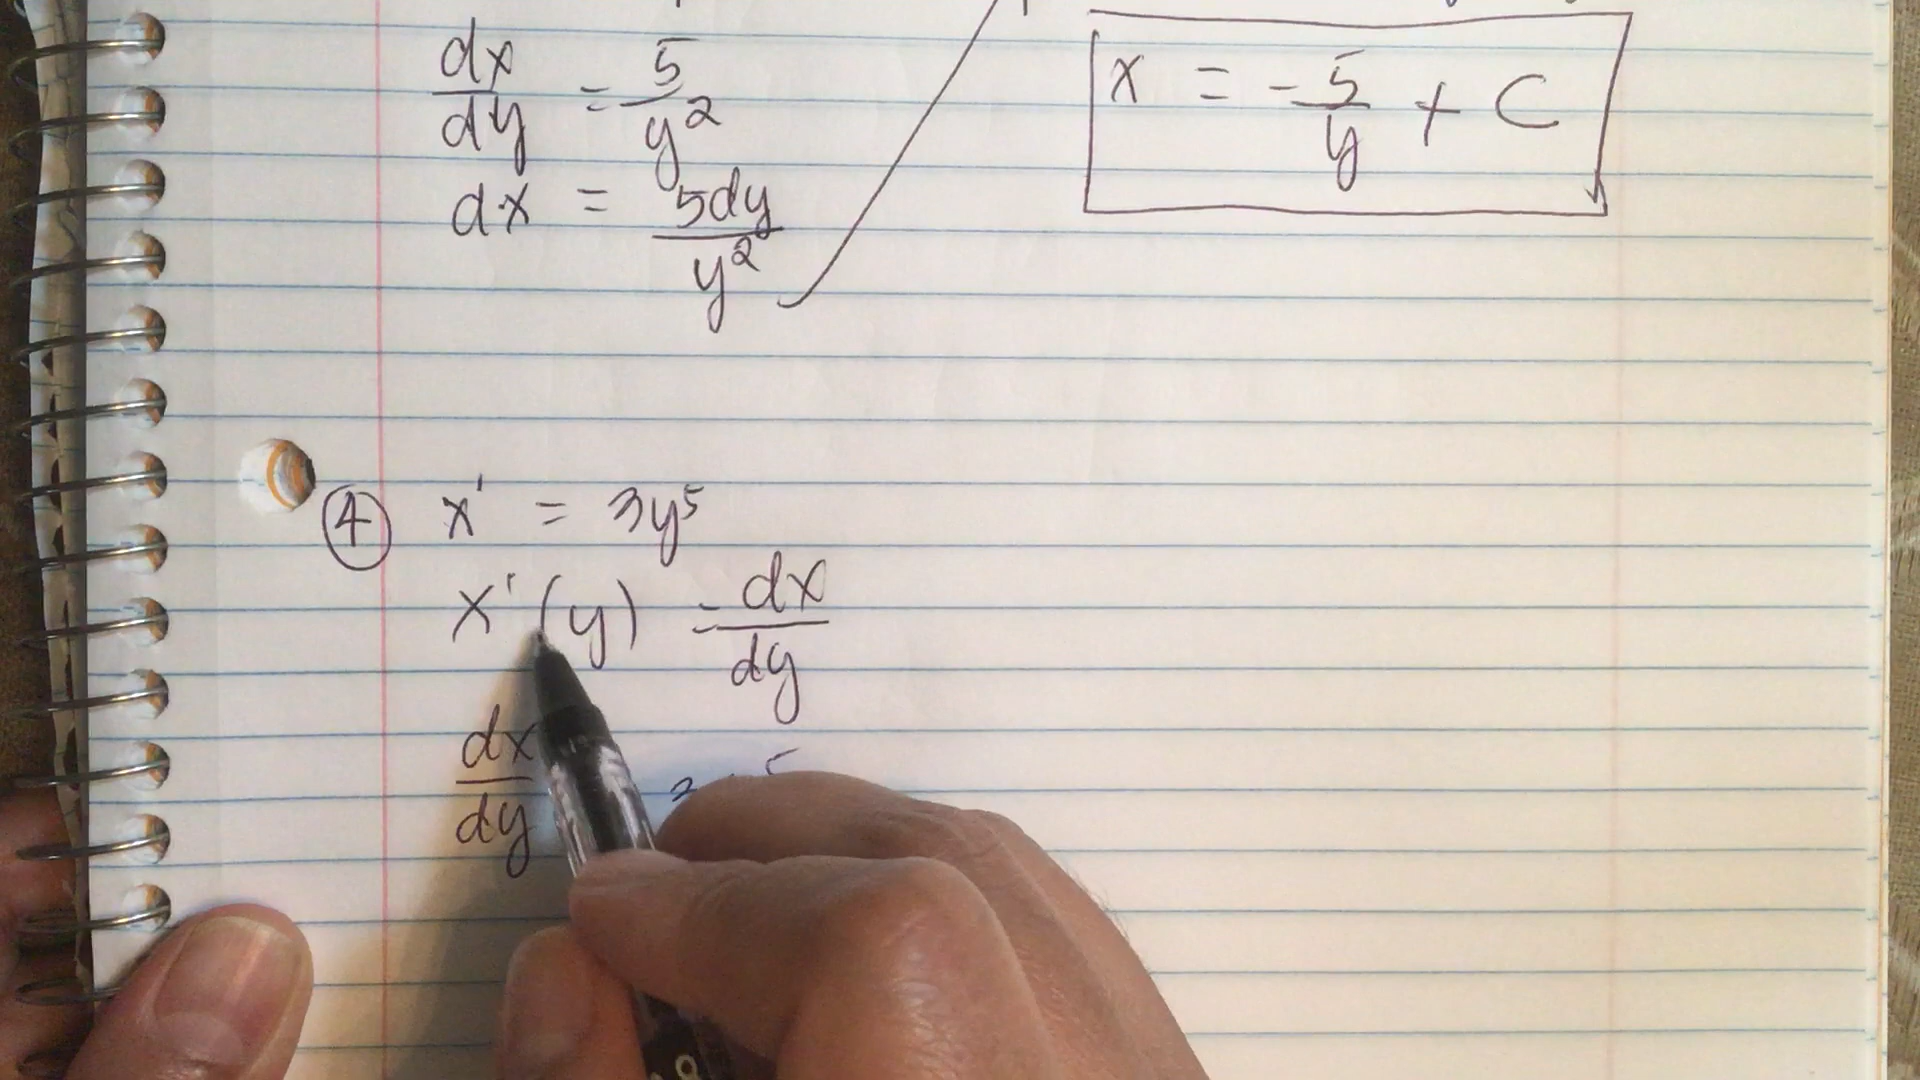 dx/dy = 5/y²
dx = 5dy/y²
x = -5/y + C
④ x' = 3y⁵
x'(y) = dx/dy
dx/dy